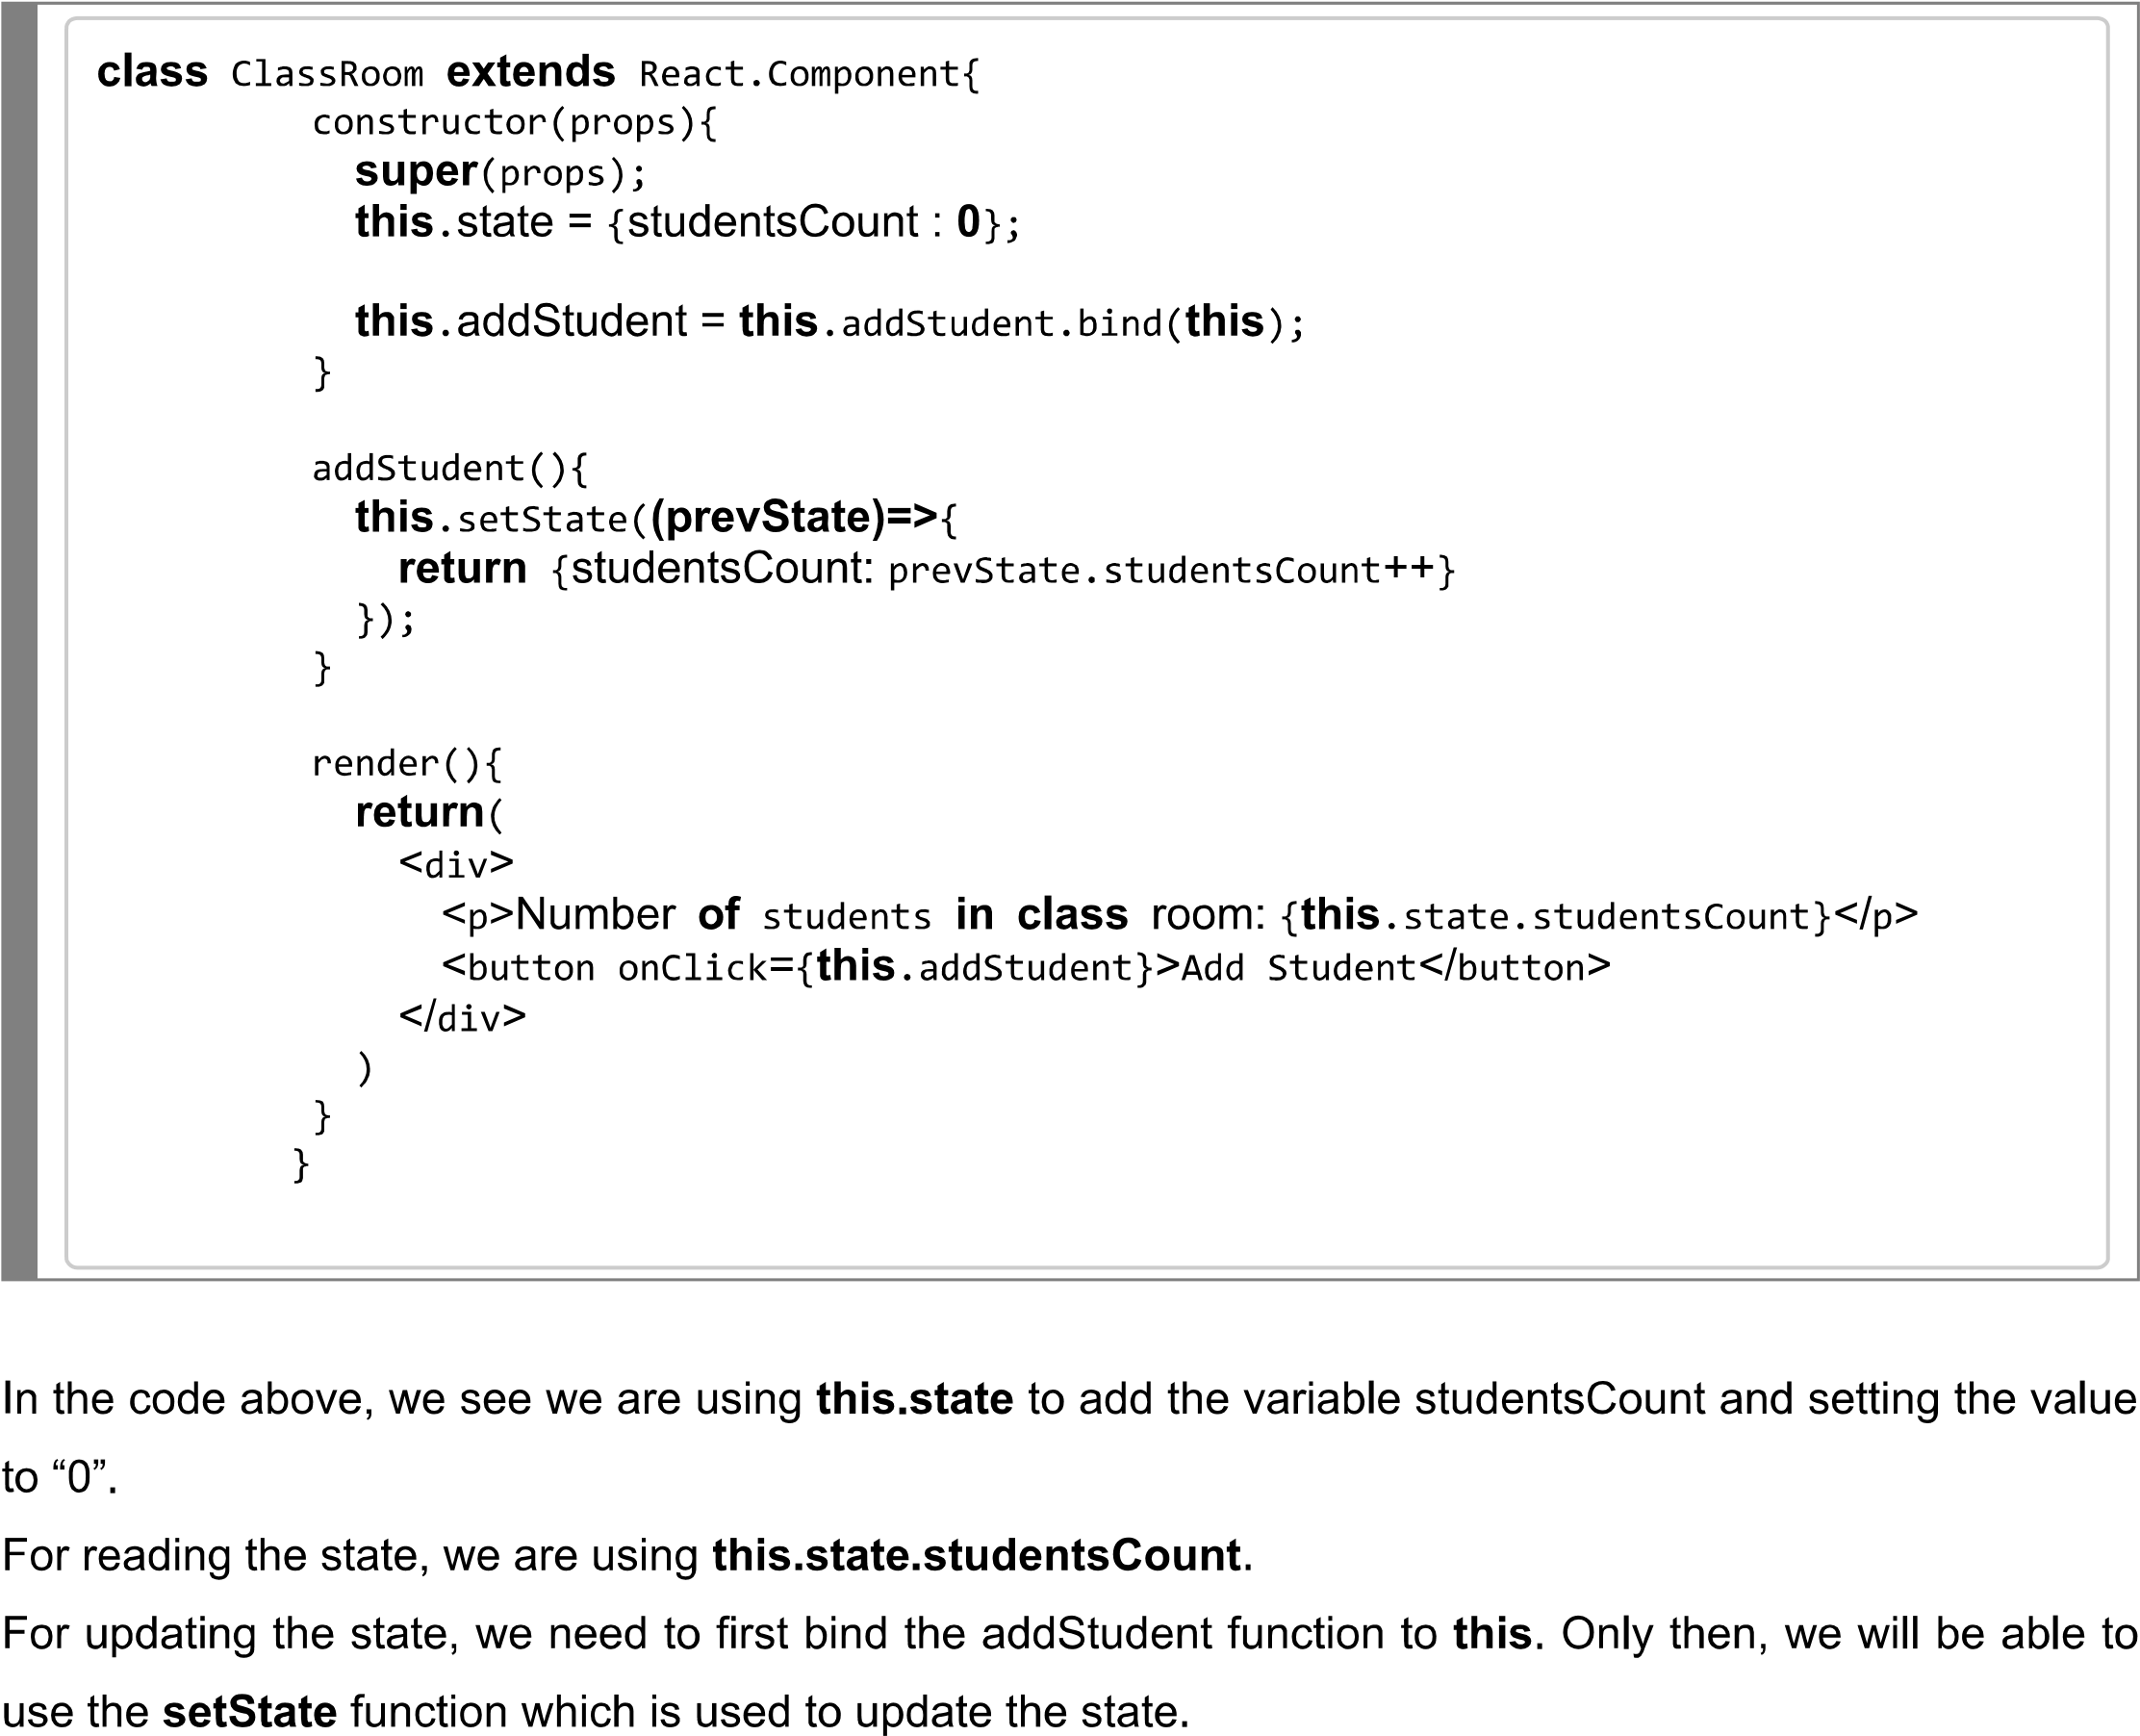 class ClassRoom extends React.Component{
constructor(props){
super(props);
this.state = {studentsCount : 0};
this.addStudent = this.addStudent.bind(this);
}
addStudent(){
this.setState((prevState)=>{
return {studentsCount: prevState.studentsCount++}
});
}
render(){
return(
<div>
<p>Number of students in class room: {this.state.studentsCount}</p>
<button onClick={this.addStudent}>Add Student</button>
</div>
)
}
}
In the code above, we see we are using this.state to add the variable studentsCount and setting the value
to “0”.
For reading the state, we are using this.state.studentsCount.
For updating the state, we need to first bind the addStudent function to this. Only then, we will be able to
use the setState function which is used to update the state.